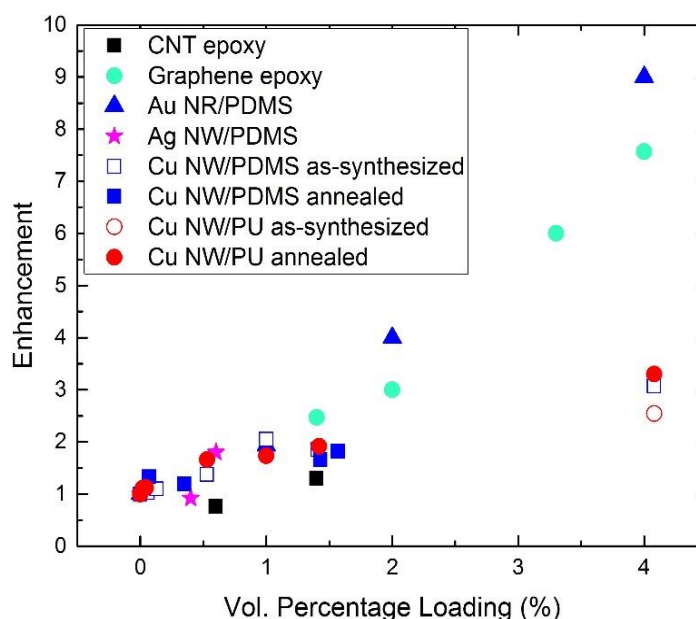 10
9
8
7
6
5
4
3
2
1
0
Enhancement
CNT epoxy
Graphene epoxy
Au NR/PDMS
Ag NW/PDMS
Cu NW/PDMS as-synthesized
Cu NW/PDMS annealed
Cu NW/PU as-synthesized
Cu NW/PU annealed
0 1 2 3 4
Vol. Percentage Loading (%)